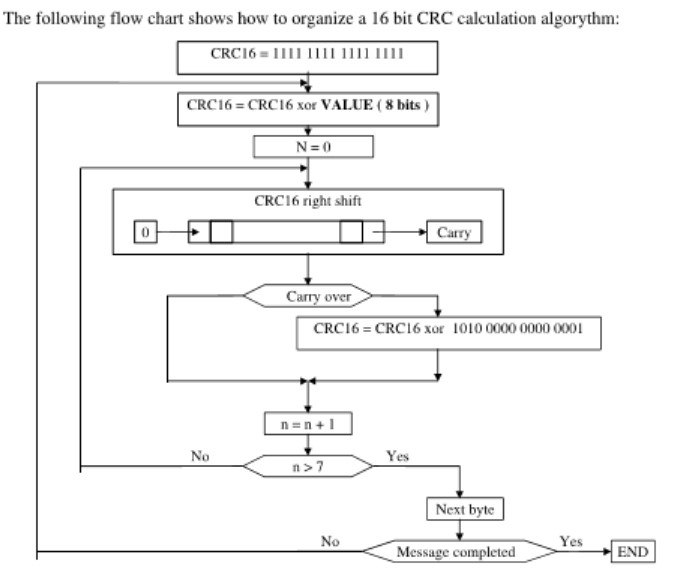 The following flow chart shows how to organize a 16 bit CRC calculation algorythm:
CRC16 = 1111 1111 1111 1111
CRC16 = CRC16 xor VALUE ( 8 bits )
N = 0
CRC16 right shift
0
Carry
Carry over
CRC16 = CRC16 xor 1010 0000 0000 0001
n = n + 1
No
n > 7
Yes
Next byte
No
Message completed
Yes
END